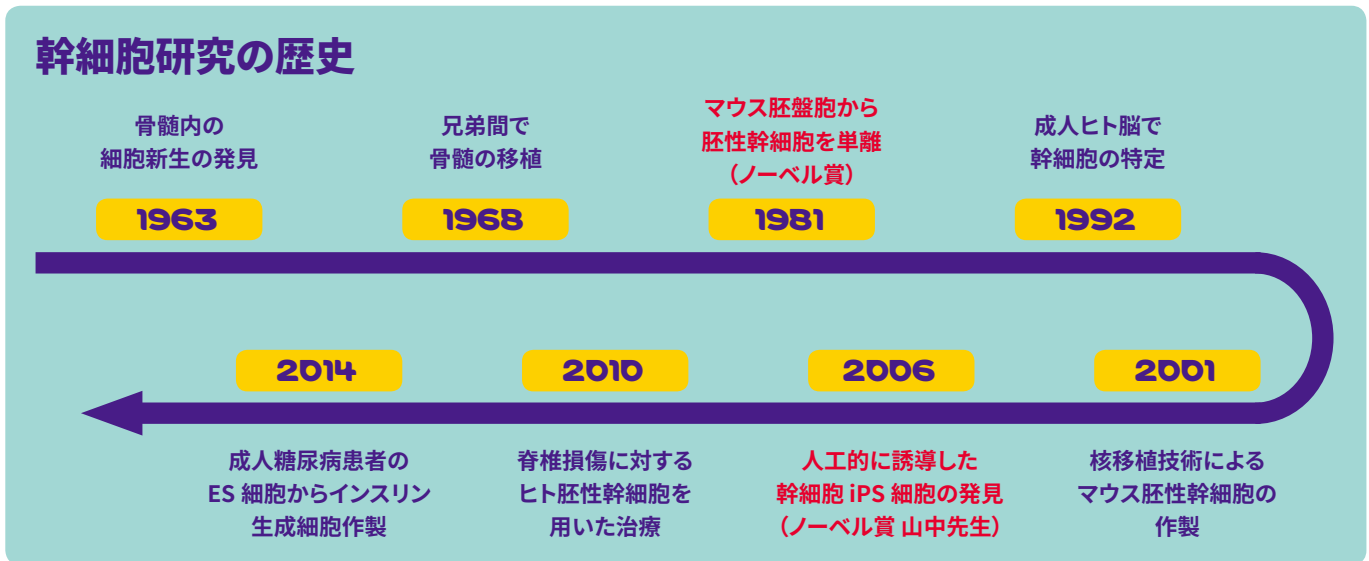 幹細胞研究の歴史
骨髄内の
細胞新生の発見
1963
兄弟間で
骨髄の移植
1968
マウス胚盤胞から
胚性幹細胞を単離
（ノーベル賞）
1981
成人ヒト脳で
幹細胞の特定
1992
2001
核移植技術による
マウス胚性幹細胞の
作製
2006
人工的に誘導した
幹細胞 iPS 細胞の発見
（ノーベル賞 山中先生）
2010
脊椎損傷に対する
ヒト胚性幹細胞を
用いた治療
2014
成人糖尿病患者の
ES 細胞からインスリン
生成細胞作製